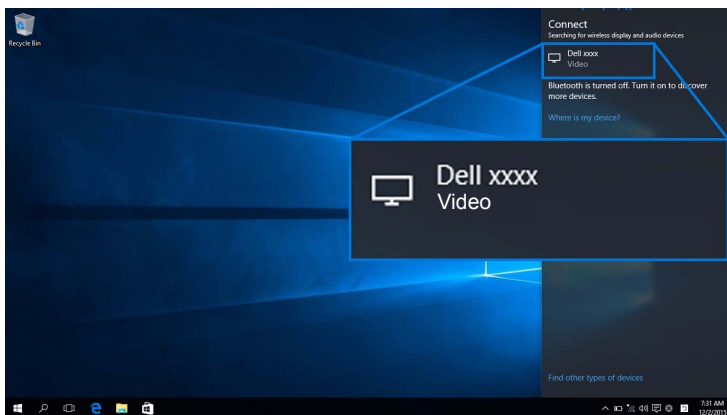 Recycle Bin
Connect
Searching for wireless display and audio devices
Dell xxxx
Video
Bluetooth is turned off. Turn it on to discover
more devices.
Where is my device?
Dell xxxx
Video
Find other types of devices
7:31 AM